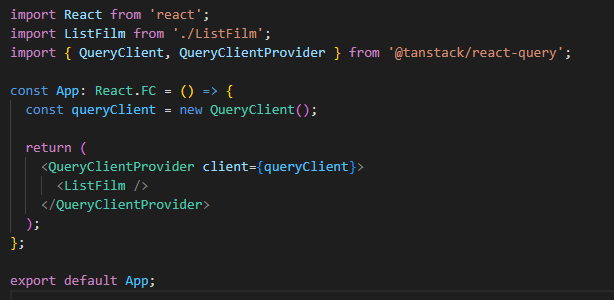 import React from 'react';
import ListFilm from './ListFilm';
import { QueryClient, QueryClientProvider } from '@tanstack/react-query';

const App: React.FC = () => {
  const queryClient = new QueryClient();

  return (
    <QueryClientProvider client={queryClient}>
      <ListFilm />
    </QueryClientProvider>
  );
};

export default App;